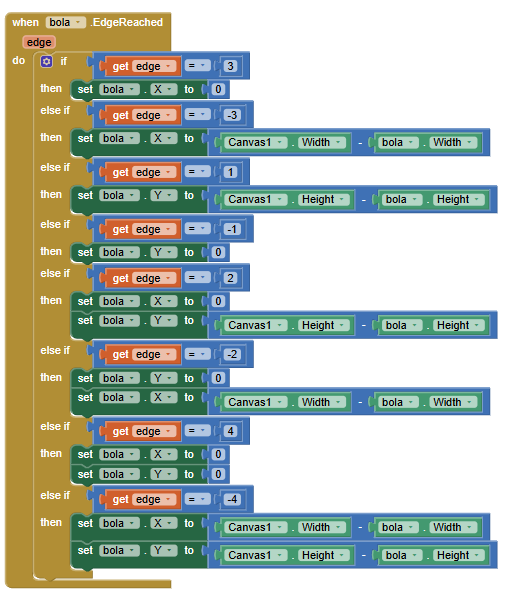 when bola .EdgeReached
edge
do if get edge = 3
then set bola . X to 0
else if get edge = -3
then set bola . X to Canvas1 . Width - bola . Width
else if get edge = 1
then set bola . Y to Canvas1 . Height - bola . Height
else if get edge = -1
then set bola . Y to 0
else if get edge = 2
then set bola . X to 0
set bola . Y to Canvas1 . Height - bola . Height
else if get edge = -2
then set bola . Y to 0
set bola . X to Canvas1 . Width - bola . Width
else if get edge = 4
then set bola . X to 0
set bola . Y to 0
else if get edge = -4
then set bola . X to Canvas1 . Width - bola . Width
set bola . Y to Canvas1 . Height - bola . Height